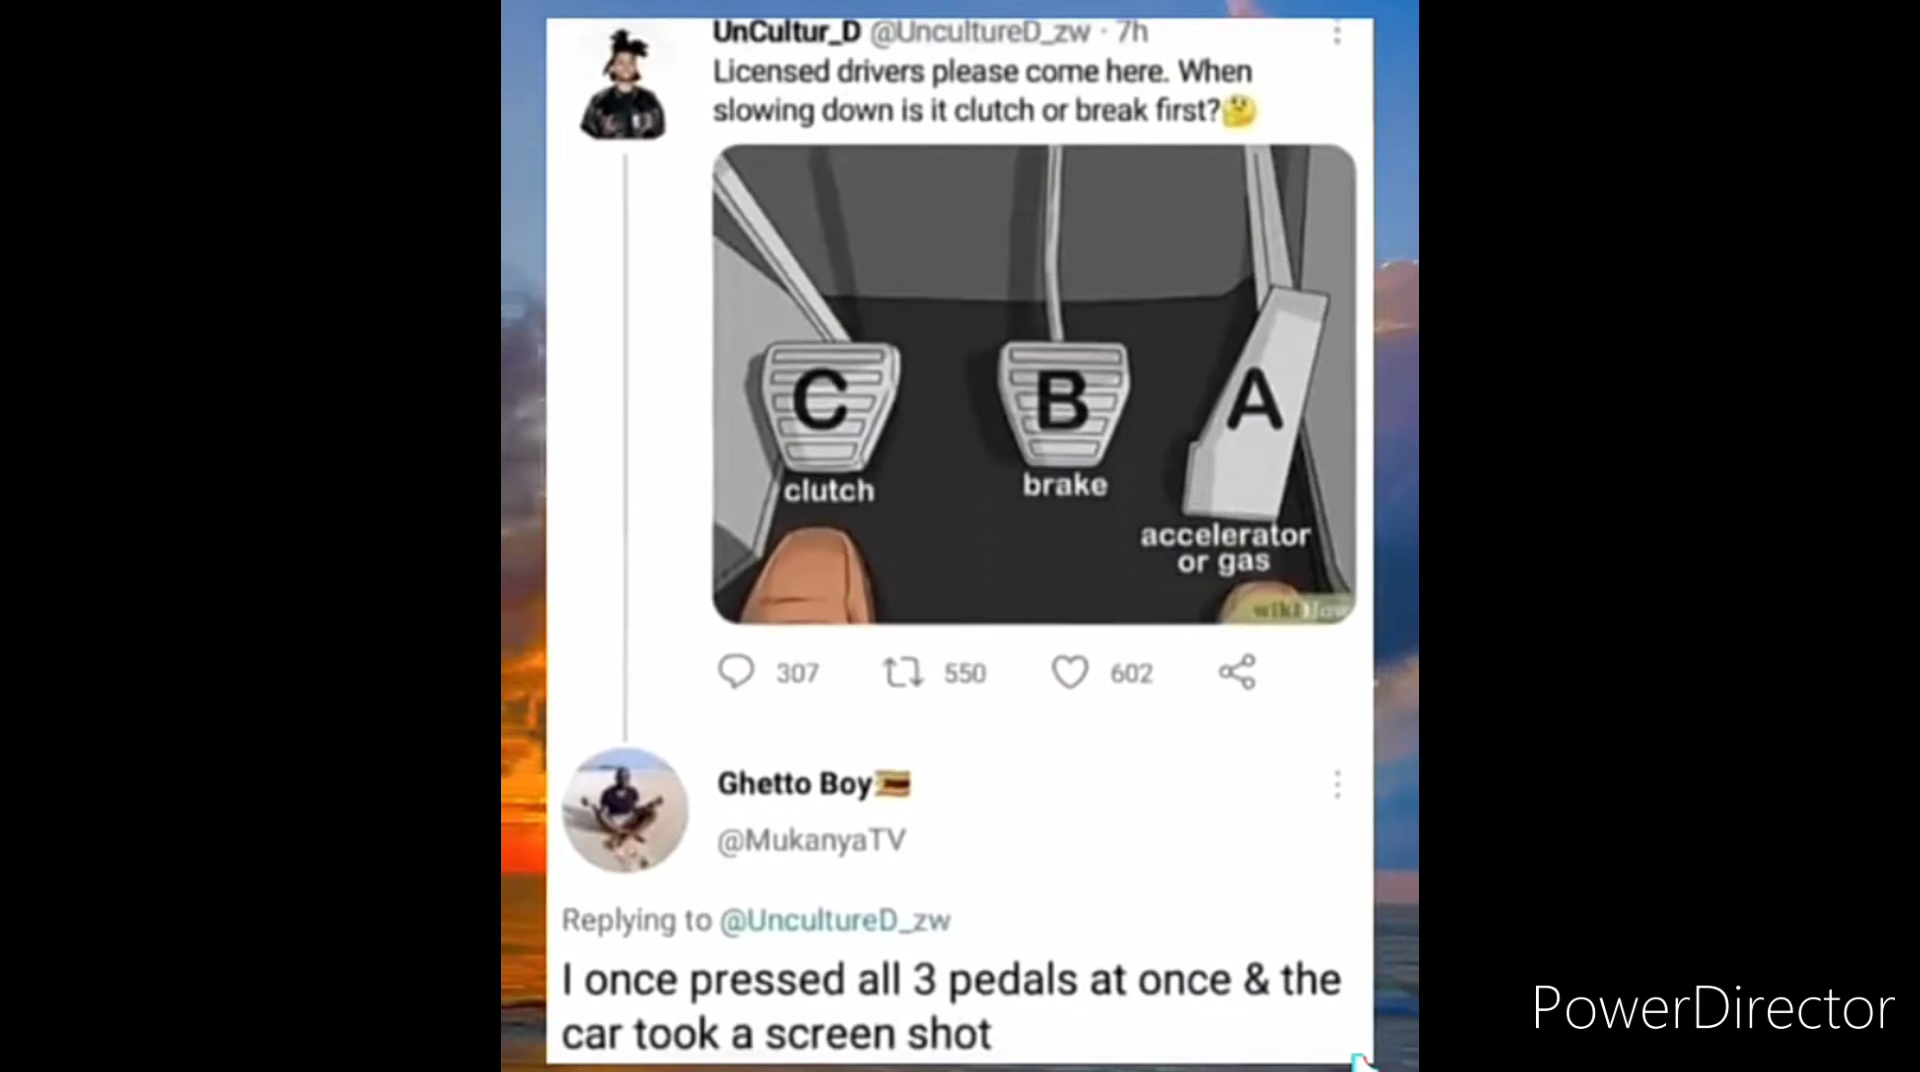 UnCultur_D @UncultureD_zw · 7h
Licensed drivers please come here. When
slowing down is it clutch or break first?🤔
C
B
A
clutch
brake
accelerator
or gas
wikiHow
307
550
602
Ghetto Boy🇿🇼
@MukanyaTV
Replying to @UncultureD_zw
I once pressed all 3 pedals at once & the
car took a screen shot
PowerDirector